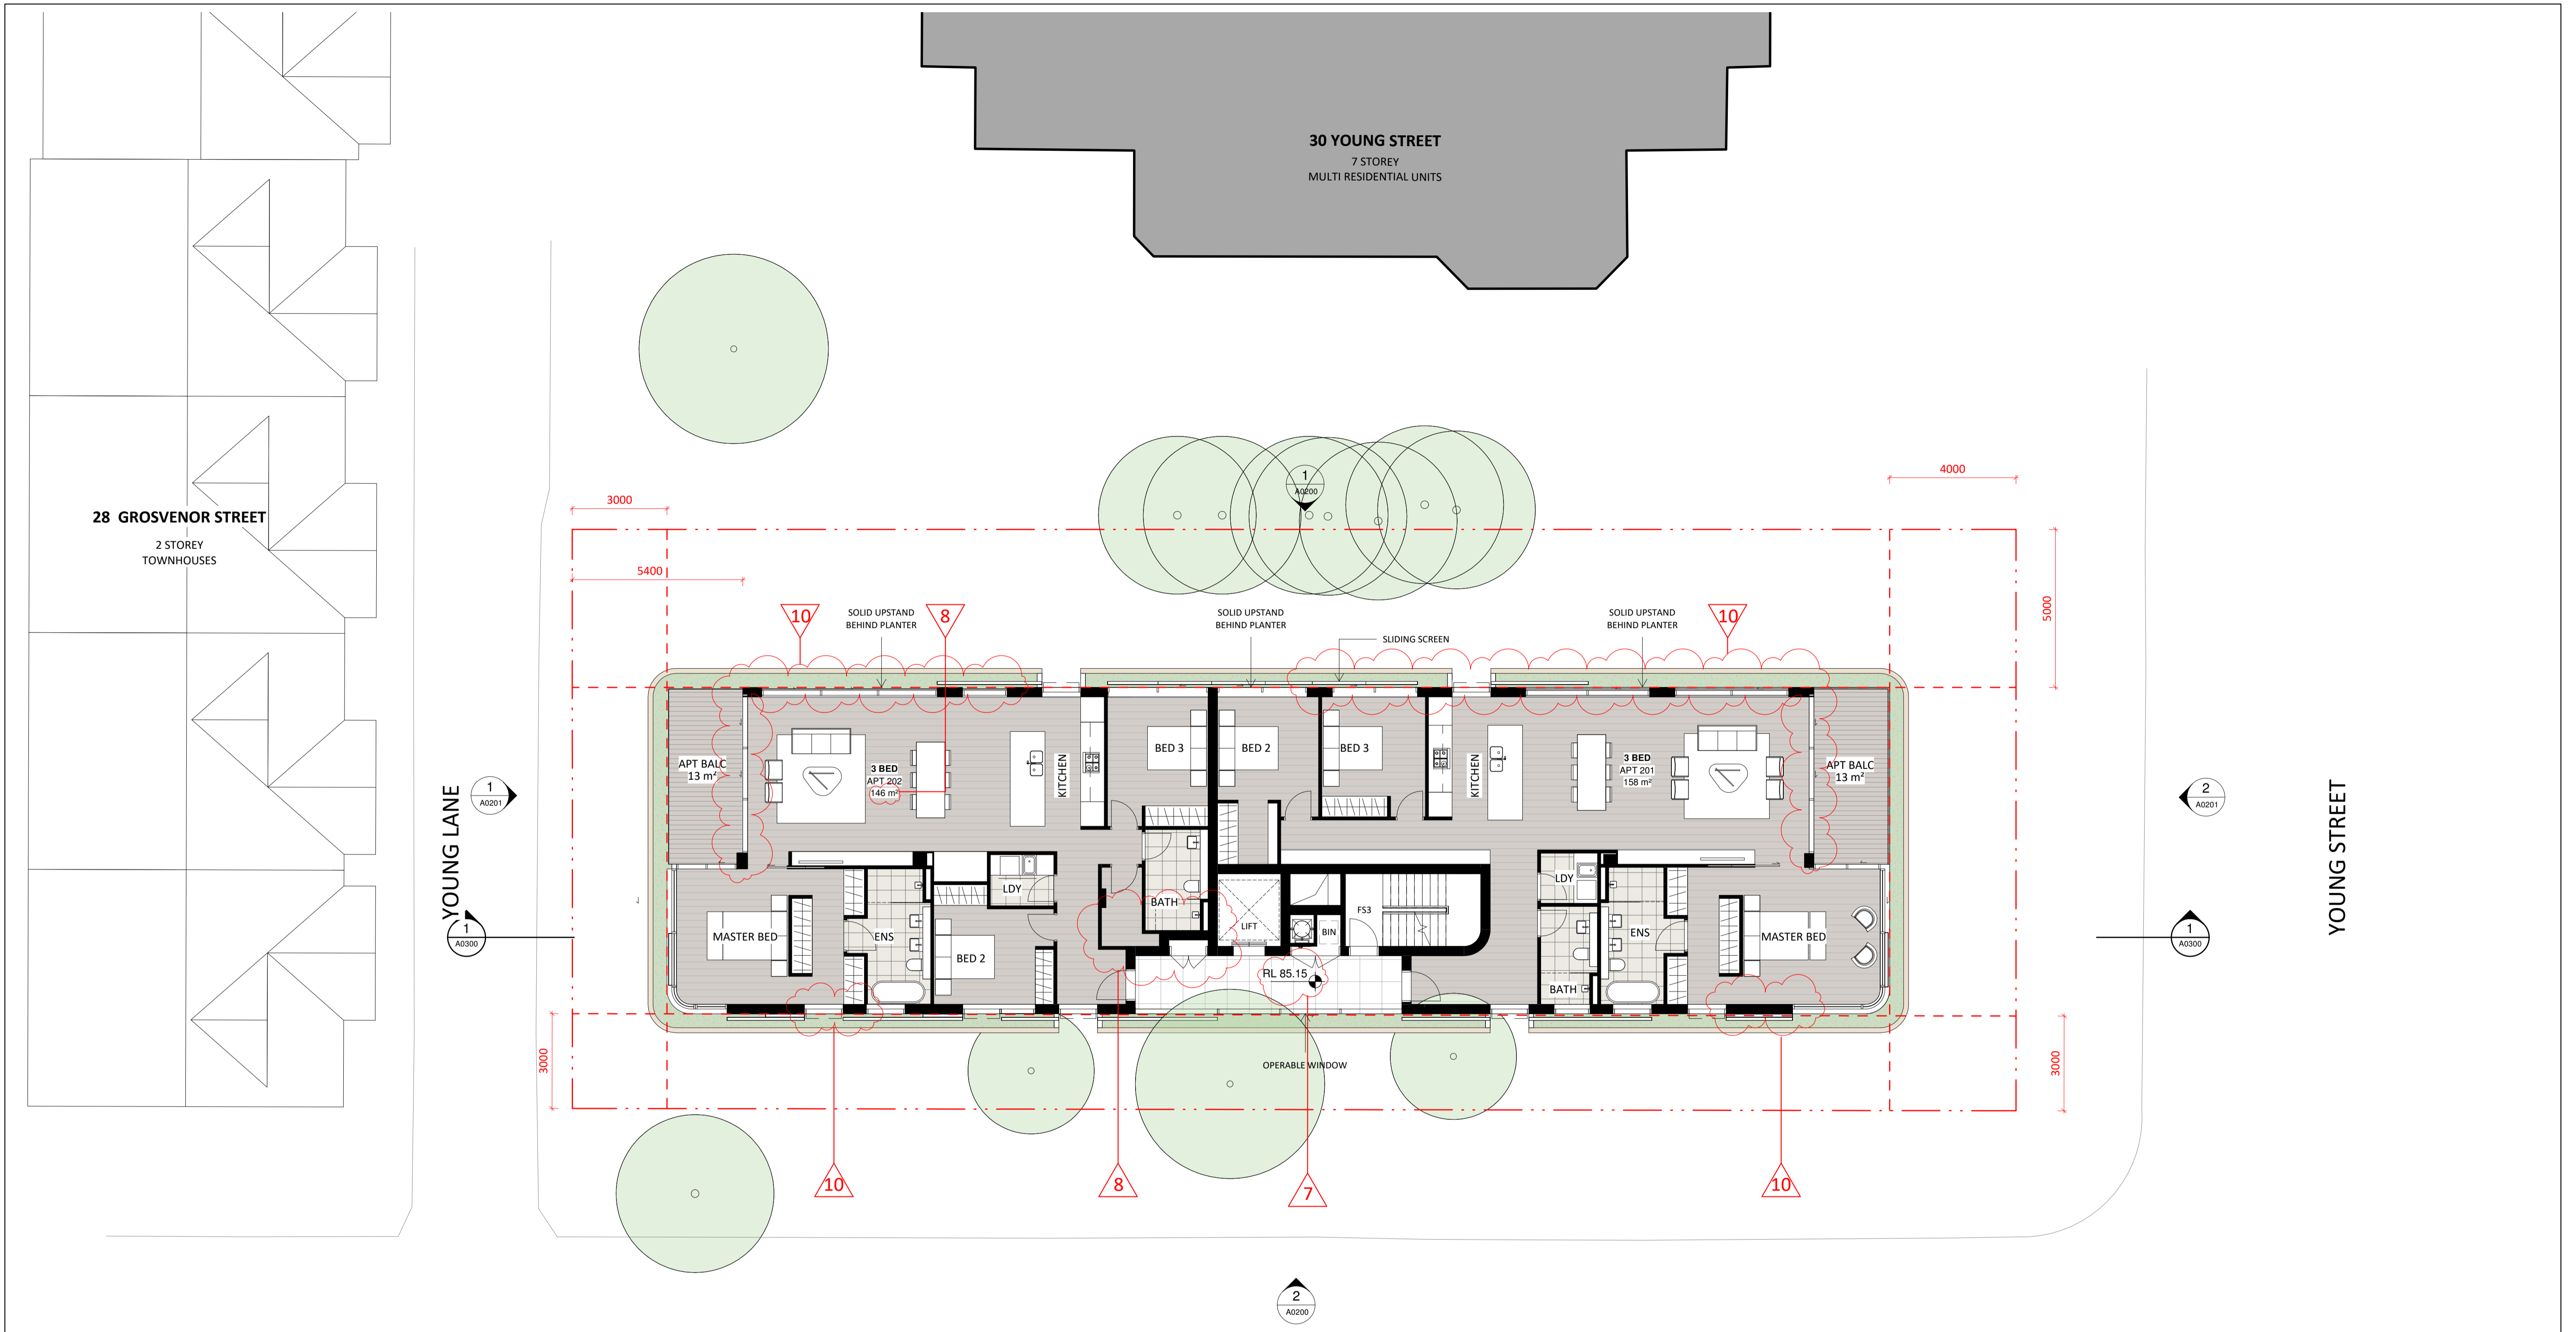 30 YOUNG STREET
7 STOREY
MULTI RESIDENTIAL UNITS
28 GROSVENOR STREET
2 STOREY
TOWNHOUSES
1
A0200
3000
4000
5400
5000
10
SOLID UPSTAND
BEHIND PLANTER
8
SOLID UPSTAND
BEHIND PLANTER
SLIDING SCREEN
SOLID UPSTAND
BEHIND PLANTER
10
APT BALC
13 m²
3 BED
APT 202
146 m²
KITCHEN
BED 3
BED 2
BED 3
KITCHEN
3 BED
APT 201
158 m²
APT BALC
13 m²
YOUNG LANE
1
A0201
2
A0201
YOUNG STREET
1
A0300
MASTER BED
ENS
LDY
BED 2
BATH
LIFT
BIN
FS3
LDY
BATH
ENS
MASTER BED
1
A0300
RL 85.15
3000
OPERABLE WINDOW
3000
10
8
7
10
2
A0200